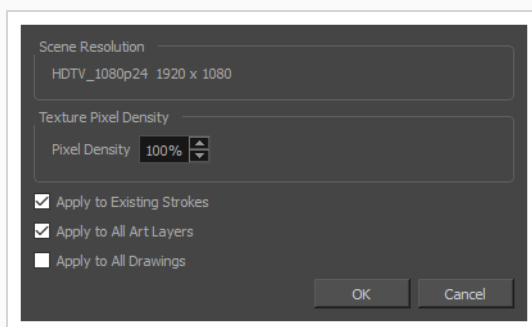 Scene Resolution
HDTV_1080p24 1920 x 1080
Texture Pixel Density
Pixel Density 100%
Apply to Existing Strokes
Apply to All Art Layers
Apply to All Drawings
OK Cancel